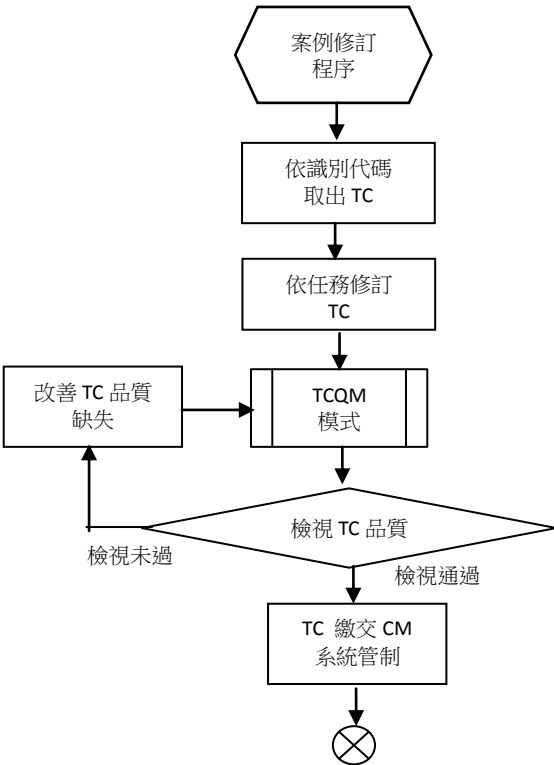 案例修訂
程序
依識別代碼
取出 TC
依任務修訂
TC
改善 TC 品質
缺失
TCQM
模式
檢視 TC 品質
檢視未過
檢視通過
TC 繳交 CM
系統管制